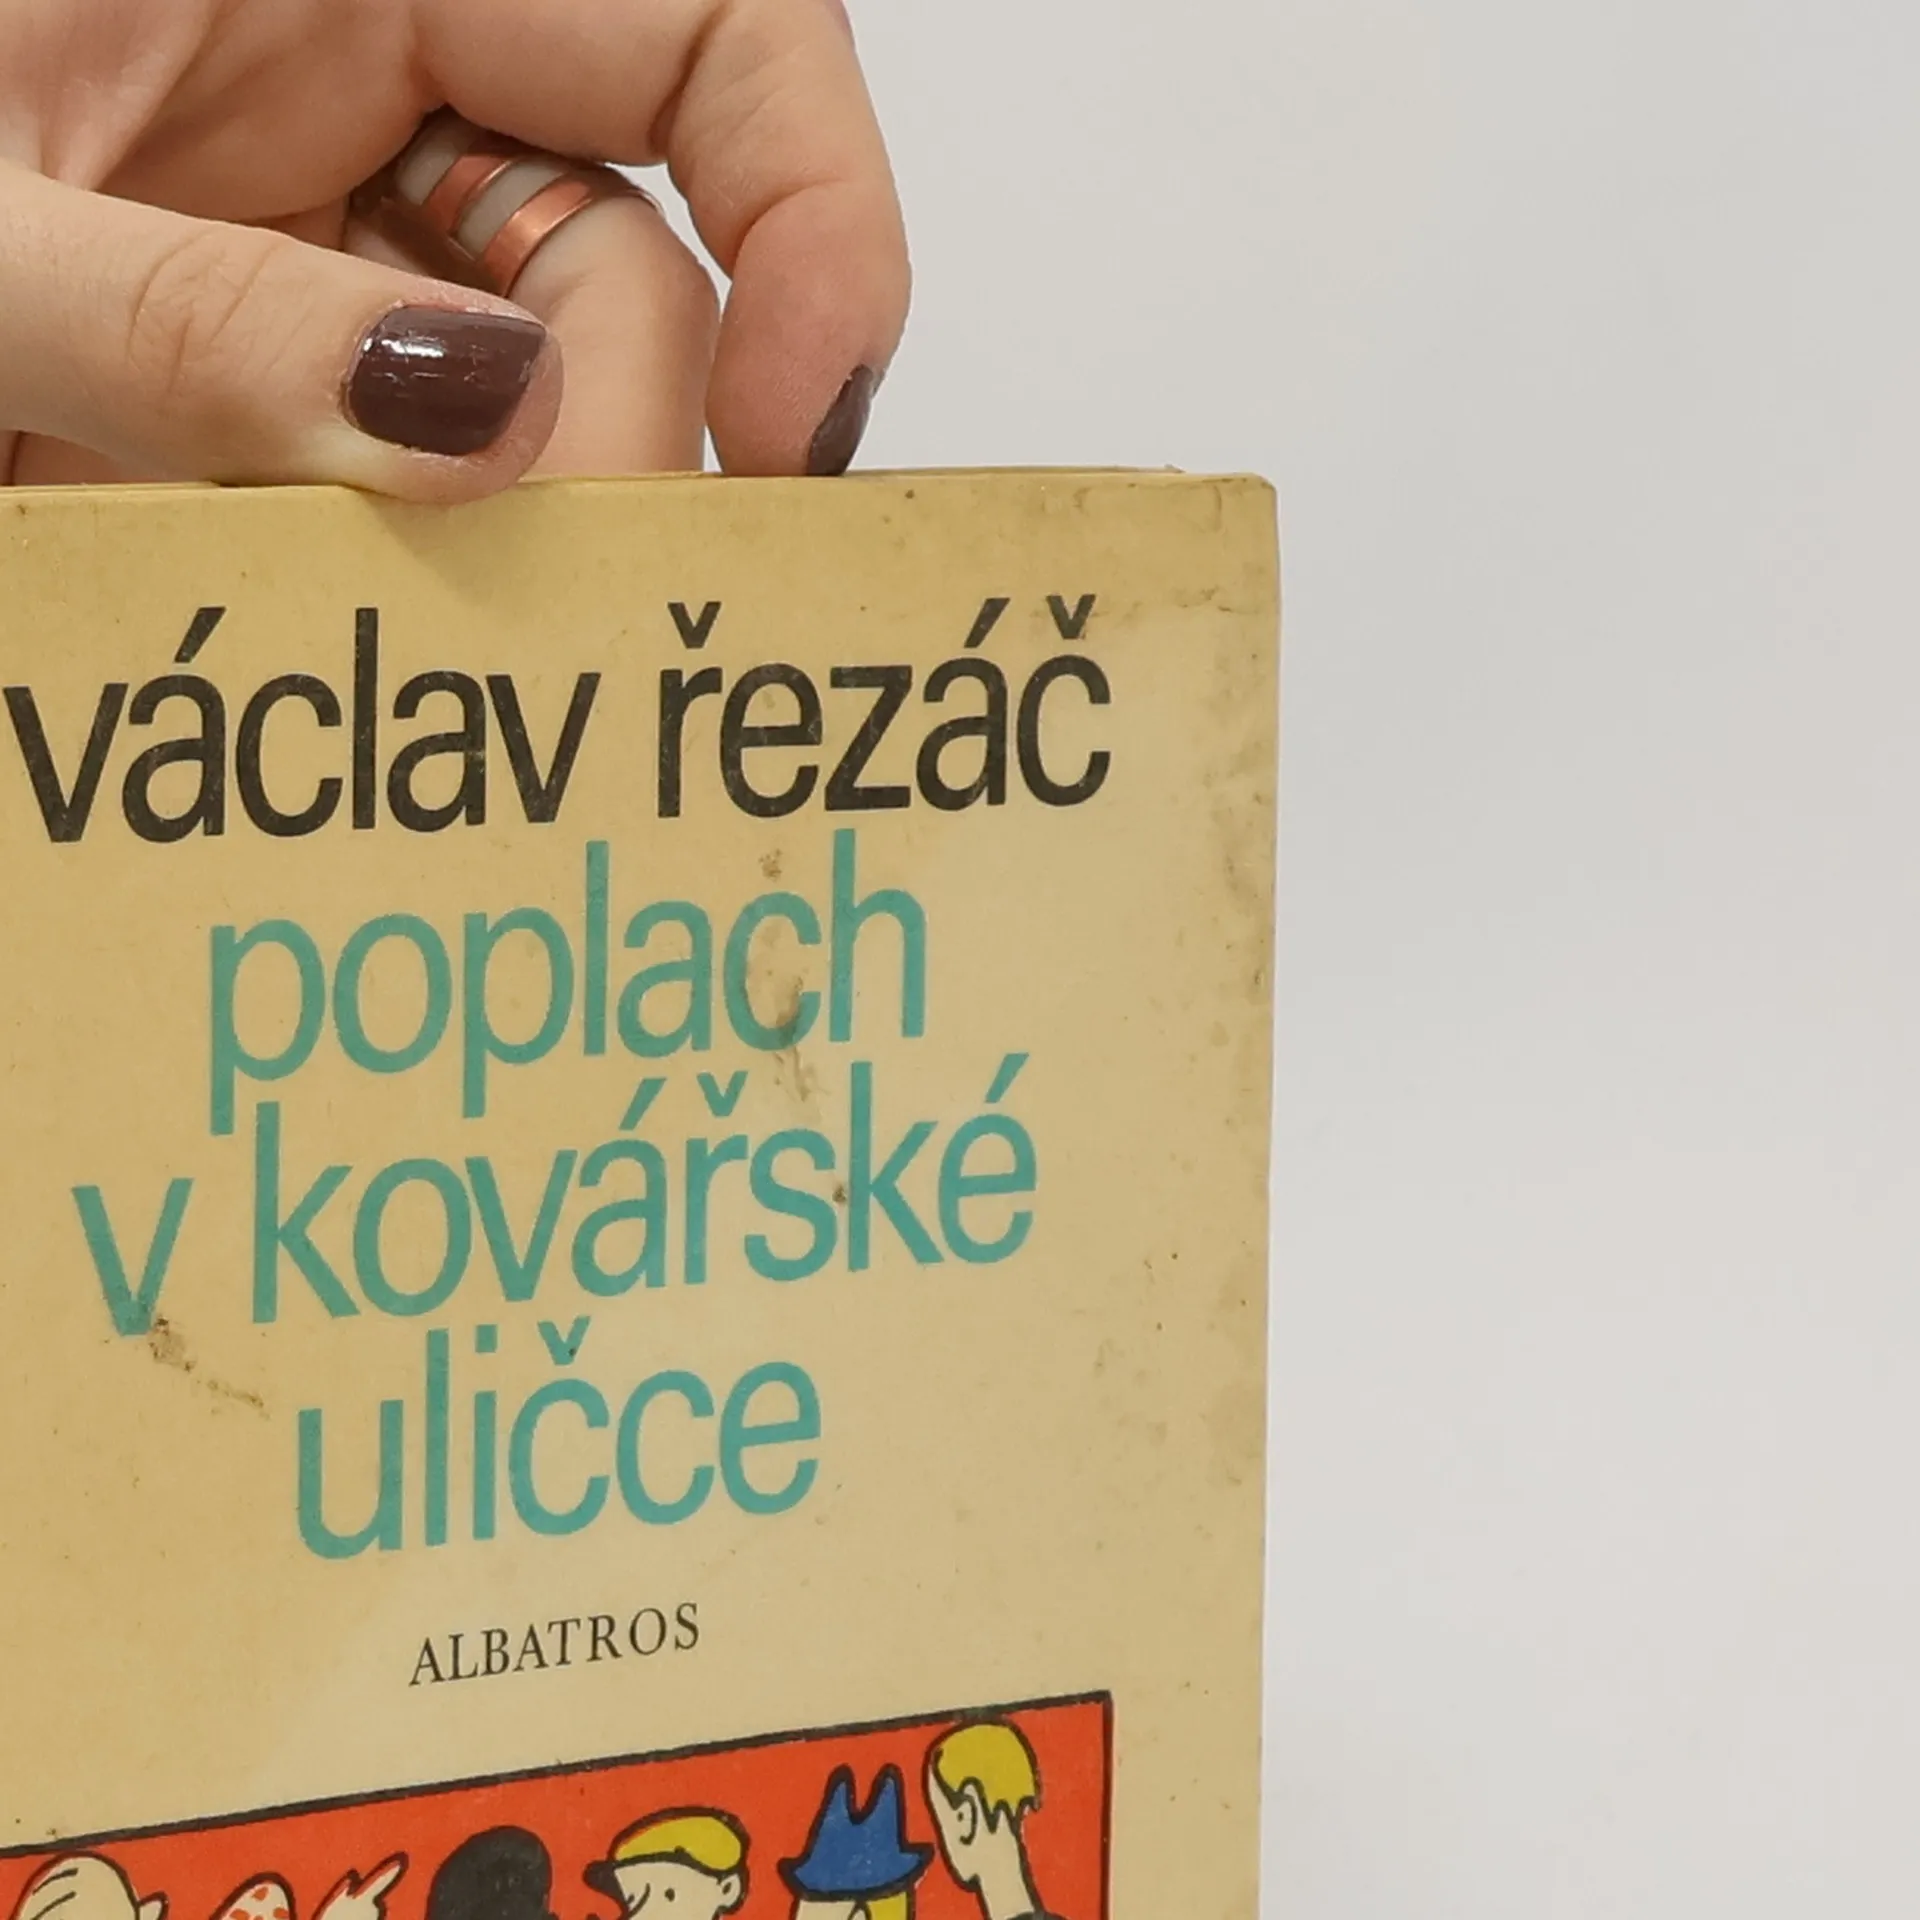 václav řezáč
poplach
v kovářské
uličce
ALBATROS